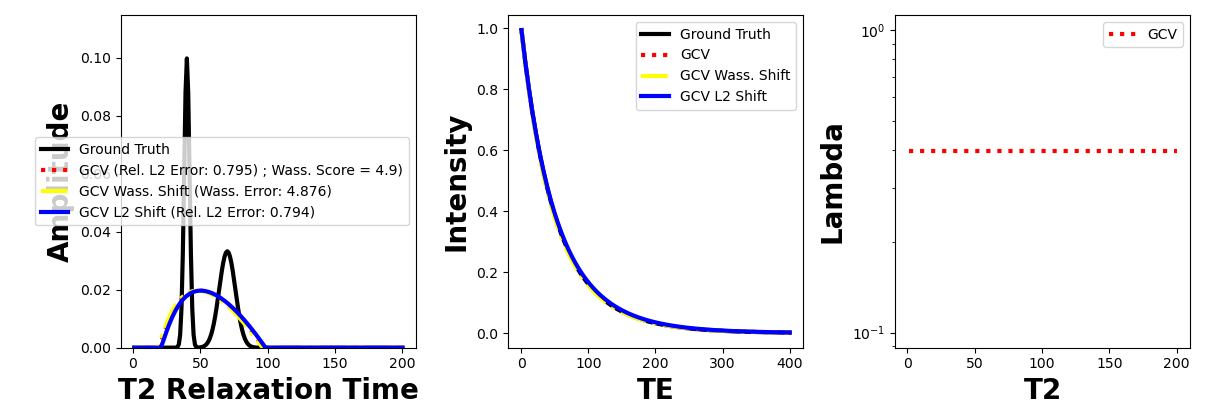 Amplitude
0.10
0.08
0.06
0.04
0.02
0.00
Ground Truth
GCV (Rel. L2 Error: 0.795) ; Wass. Score = 4.9)
GCV Wass. Shift (Wass. Error: 4.876)
GCV L2 Shift (Rel. L2 Error: 0.794)
0 50 100 150 200
T2 Relaxation Time
Intensity
1.0
0.8
0.6
0.4
0.2
0.0
Ground Truth
GCV
GCV Wass. Shift
GCV L2 Shift
0 100 200 300 400
TE
Lambda
10⁰
10⁻¹
GCV
0 50 100 150 200
T2